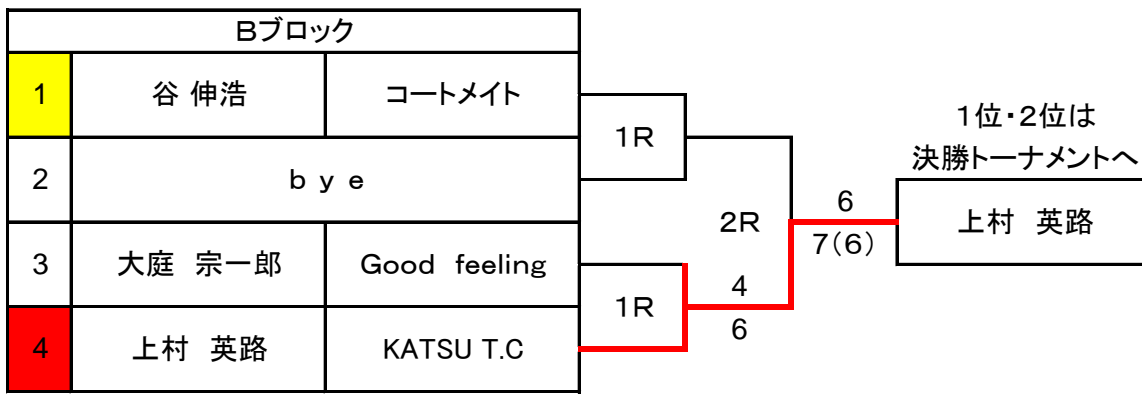 Bブロック
1 谷 伸浩 コートメイト
2 ｂｙｅ
3 大庭　宗一郎 Good　feeling
4 上村　英路 KATSU T.C
1R
1R
2R
4
6
6
7(6)
1位・2位は
決勝トーナメントへ
上村　英路